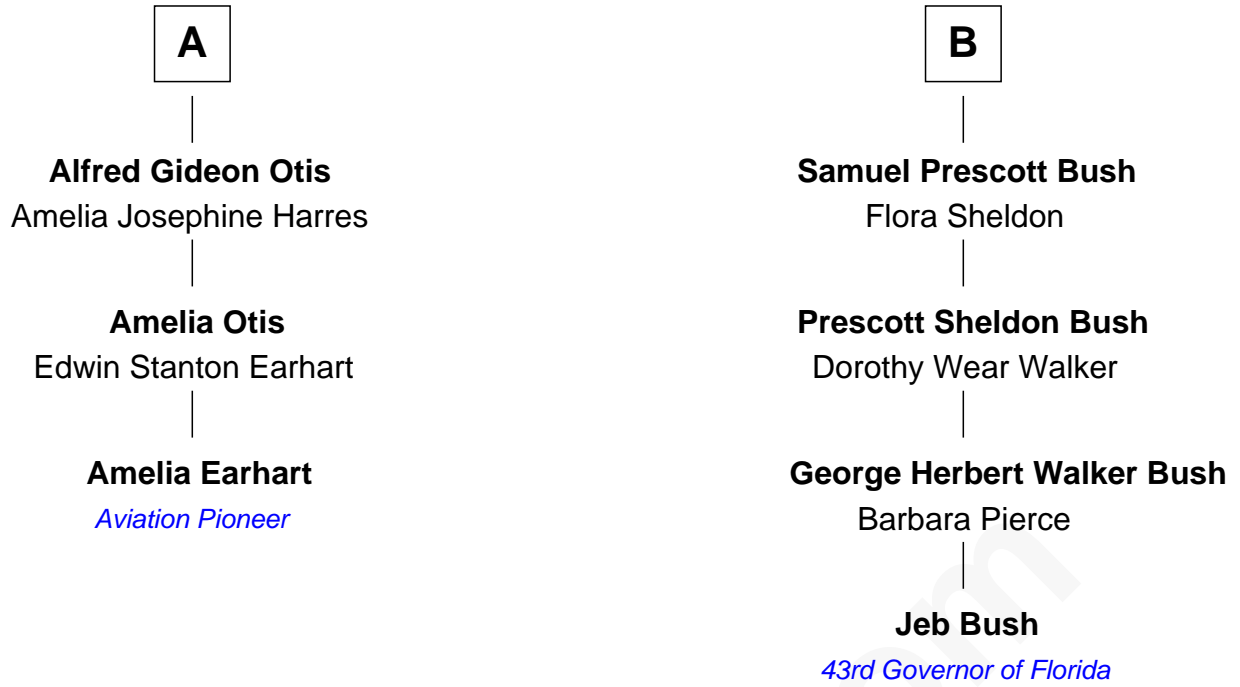 A
Alfred Gideon Otis
Amelia Josephine Harres
Amelia Otis
Edwin Stanton Earhart
Amelia Earhart
Aviation Pioneer
B
Samuel Prescott Bush
Flora Sheldon
Prescott Sheldon Bush
Dorothy Wear Walker
George Herbert Walker Bush
Barbara Pierce
Jeb Bush
43rd Governor of Florida